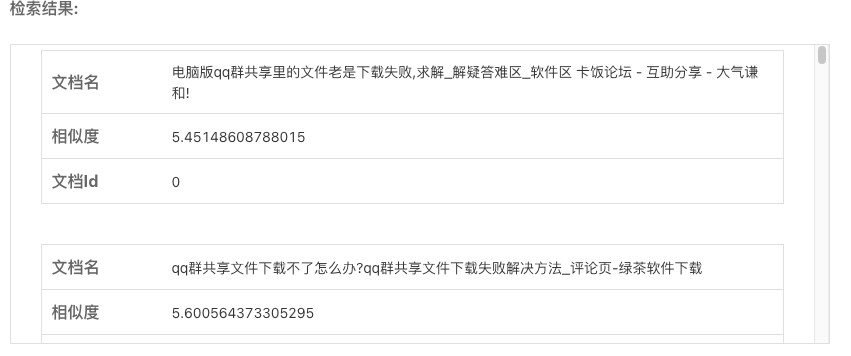 检索结果:
文档名
电脑版qq群共享里的文件老是下载失败,求解_解疑答难区_软件区 卡饭论坛 - 互助分享 - 大气谦
和!
相似度
5.45148608788015
文档Id
0
文档名
qq群共享文件下载不了怎么办?qq群共享文件下载失败解决方法_评论页-绿茶软件下载
相似度
5.600564373305295